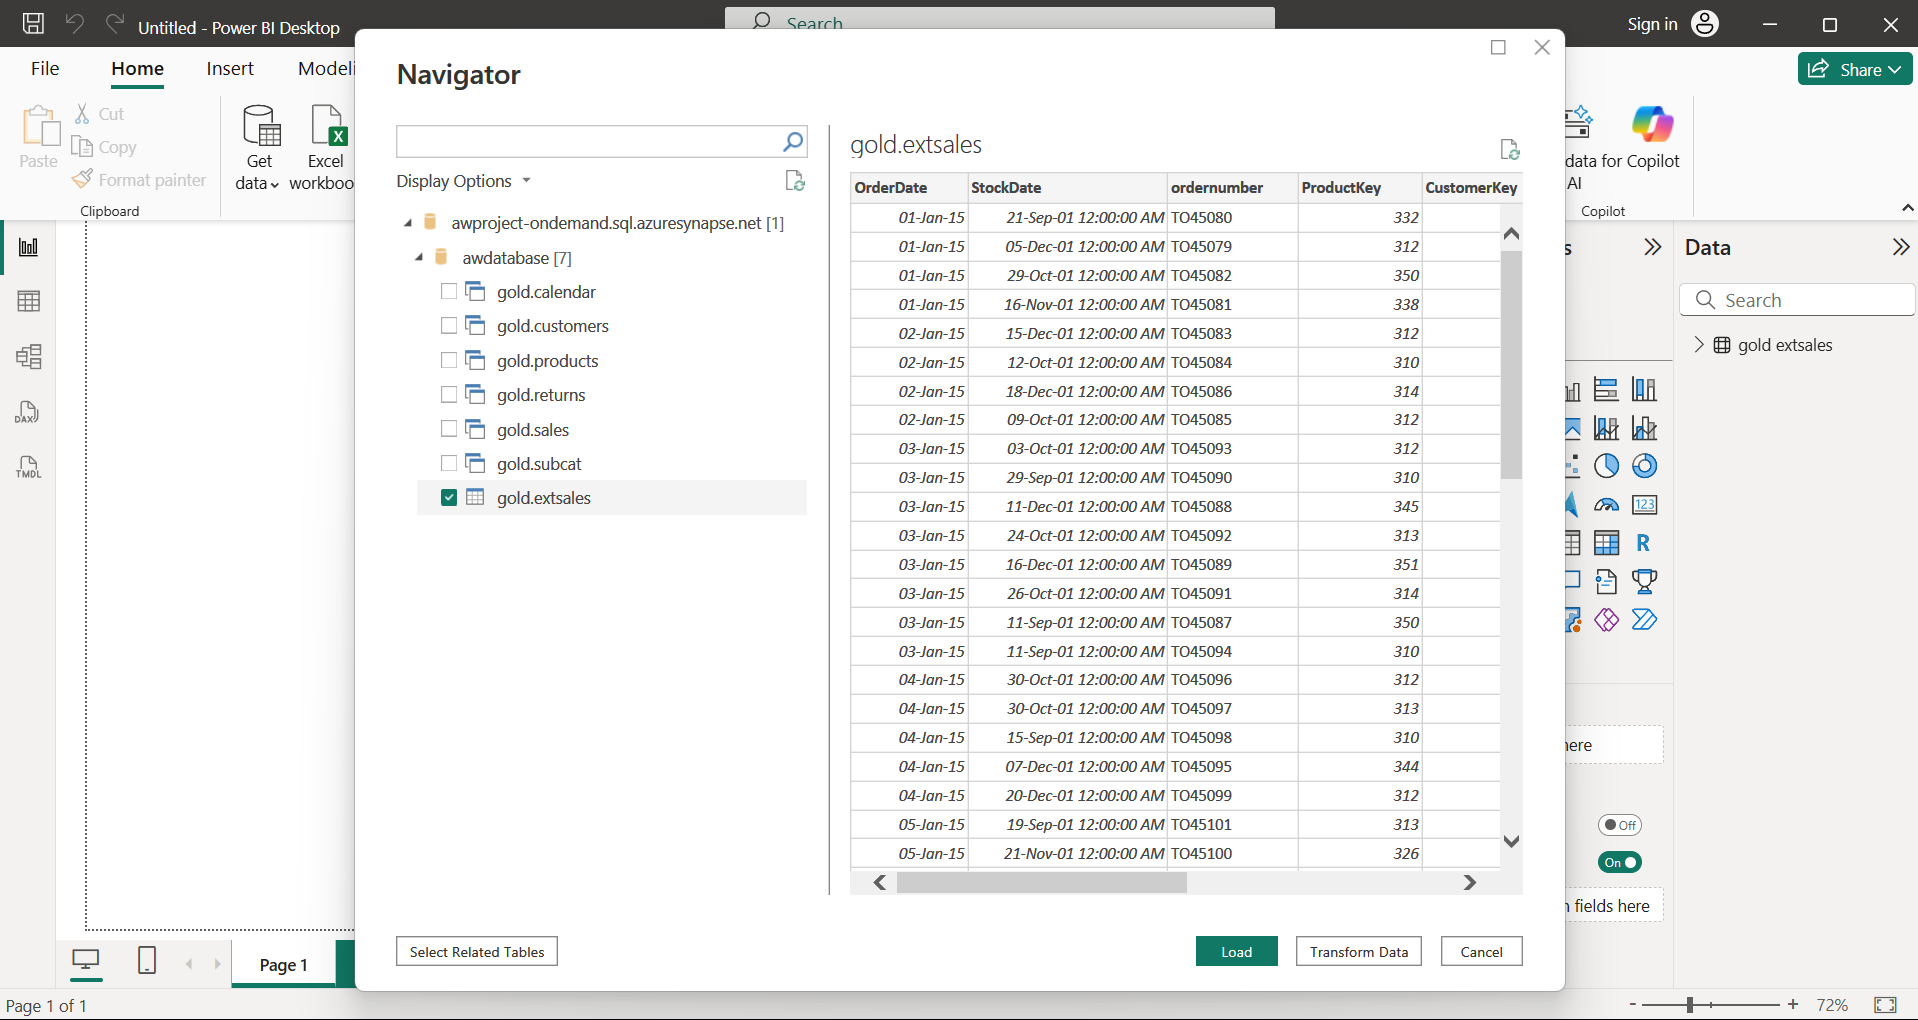 Untitled - Power BI Desktop
Search
Sign in
File
Home
Insert
Modeli
Share
Paste
Cut
Copy
Format painter
Clipboard
Get data
Excel workboo
data for AI
Copilot
Copilot
Navigator
Display Options
awproject-ondemand.sql.azuresynapse.net [1]
awdatabase [7]
gold.calendar
gold.customers
gold.products
gold.returns
gold.sales
gold.subcat
gold.extsales
gold.extsales
OrderDate StockDate ordernumber ProductKey CustomerKey
01-Jan-15 21-Sep-01 12:00:00 AM TO45080 332
01-Jan-15 05-Dec-01 12:00:00 AM TO45079 312
01-Jan-15 29-Oct-01 12:00:00 AM TO45082 350
01-Jan-15 16-Nov-01 12:00:00 AM TO45081 338
02-Jan-15 15-Dec-01 12:00:00 AM TO45083 312
02-Jan-15 12-Oct-01 12:00:00 AM TO45084 310
02-Jan-15 18-Dec-01 12:00:00 AM TO45086 314
02-Jan-15 09-Oct-01 12:00:00 AM TO45085 312
03-Jan-15 03-Oct-01 12:00:00 AM TO45093 312
03-Jan-15 29-Sep-01 12:00:00 AM TO45090 310
03-Jan-15 11-Dec-01 12:00:00 AM TO45088 345
03-Jan-15 24-Oct-01 12:00:00 AM TO45092 313
03-Jan-15 16-Dec-01 12:00:00 AM TO45089 351
03-Jan-15 26-Oct-01 12:00:00 AM TO45091 314
03-Jan-15 11-Sep-01 12:00:00 AM TO45087 350
03-Jan-15 11-Sep-01 12:00:00 AM TO45094 310
04-Jan-15 30-Oct-01 12:00:00 AM TO45096 312
04-Jan-15 30-Oct-01 12:00:00 AM TO45097 313
04-Jan-15 15-Sep-01 12:00:00 AM TO45098 310
04-Jan-15 07-Dec-01 12:00:00 AM TO45095 344
04-Jan-15 20-Dec-01 12:00:00 AM TO45099 312
05-Jan-15 19-Sep-01 12:00:00 AM TO45101 313
05-Jan-15 21-Nov-01 12:00:00 AM TO45100 326
Select Related Tables
Load
Transform Data
Cancel
DAX
TMDL
s
Data
Search
gold extsales
123
R
here
Off
On
n fields here
Page 1
Page 1 of 1
- + 72%